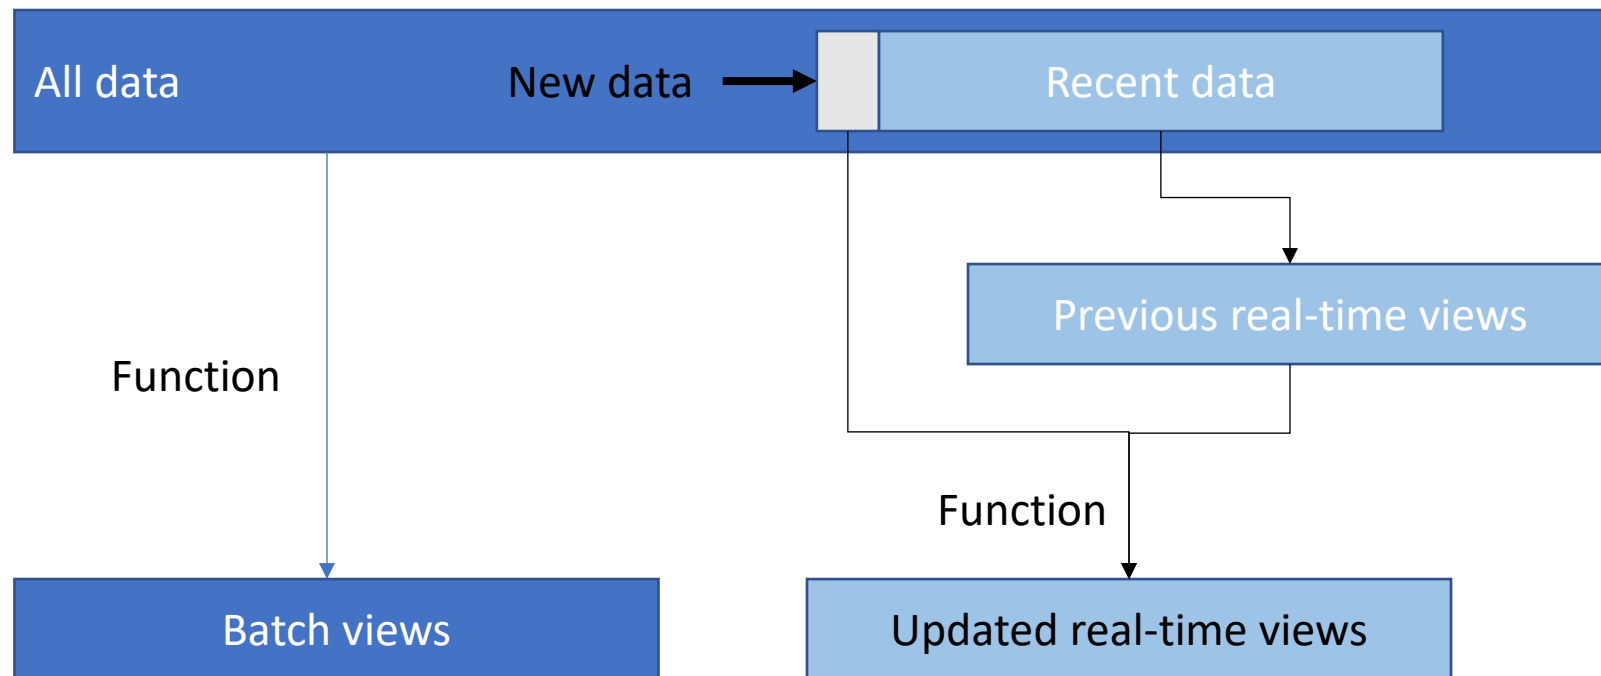 All data
New data
Recent data
Previous real-time views
Function
Function
Batch views
Updated real-time views